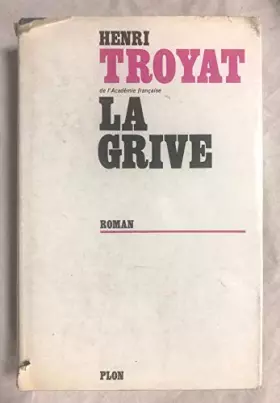 HENRI
TROYAT
de l'Académie française
LA
GRIVE
ROMAN
PLON